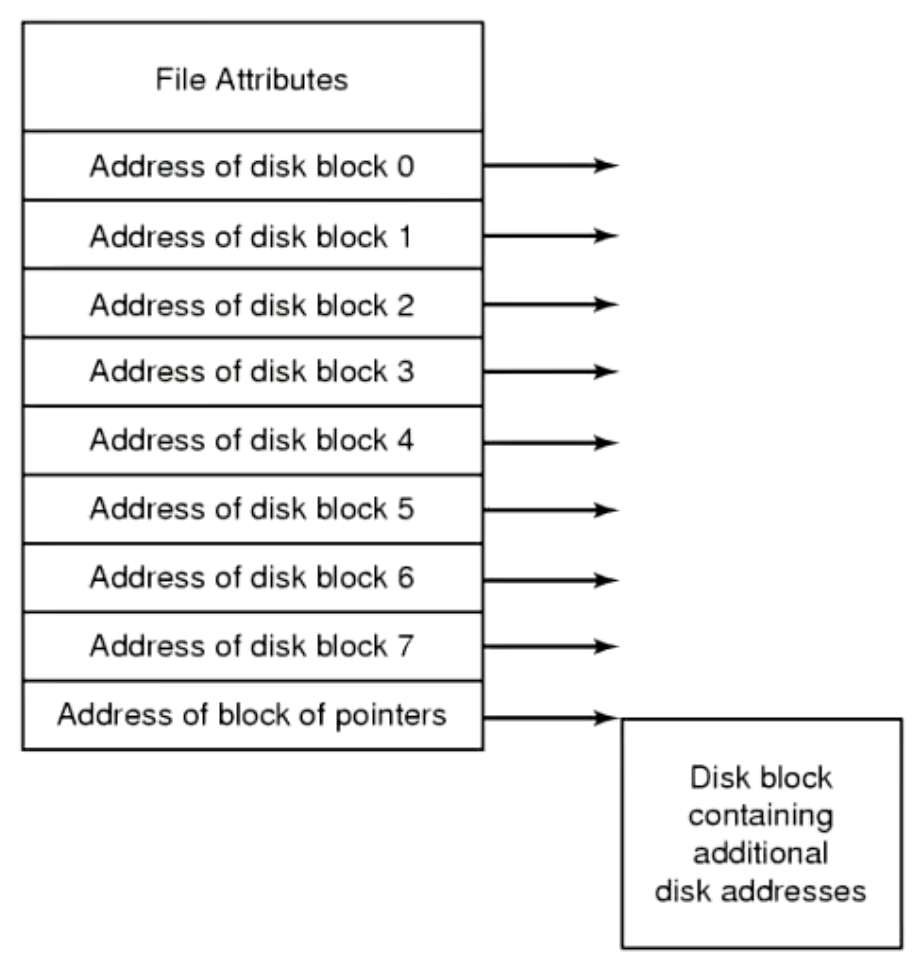 File Attributes
Address of disk block 0
Address of disk block 1
Address of disk block 2
Address of disk block 3
Address of disk block 4
Address of disk block 5
Address of disk block 6
Address of disk block 7
Address of block of pointers
Disk block
containing
additional
disk addresses